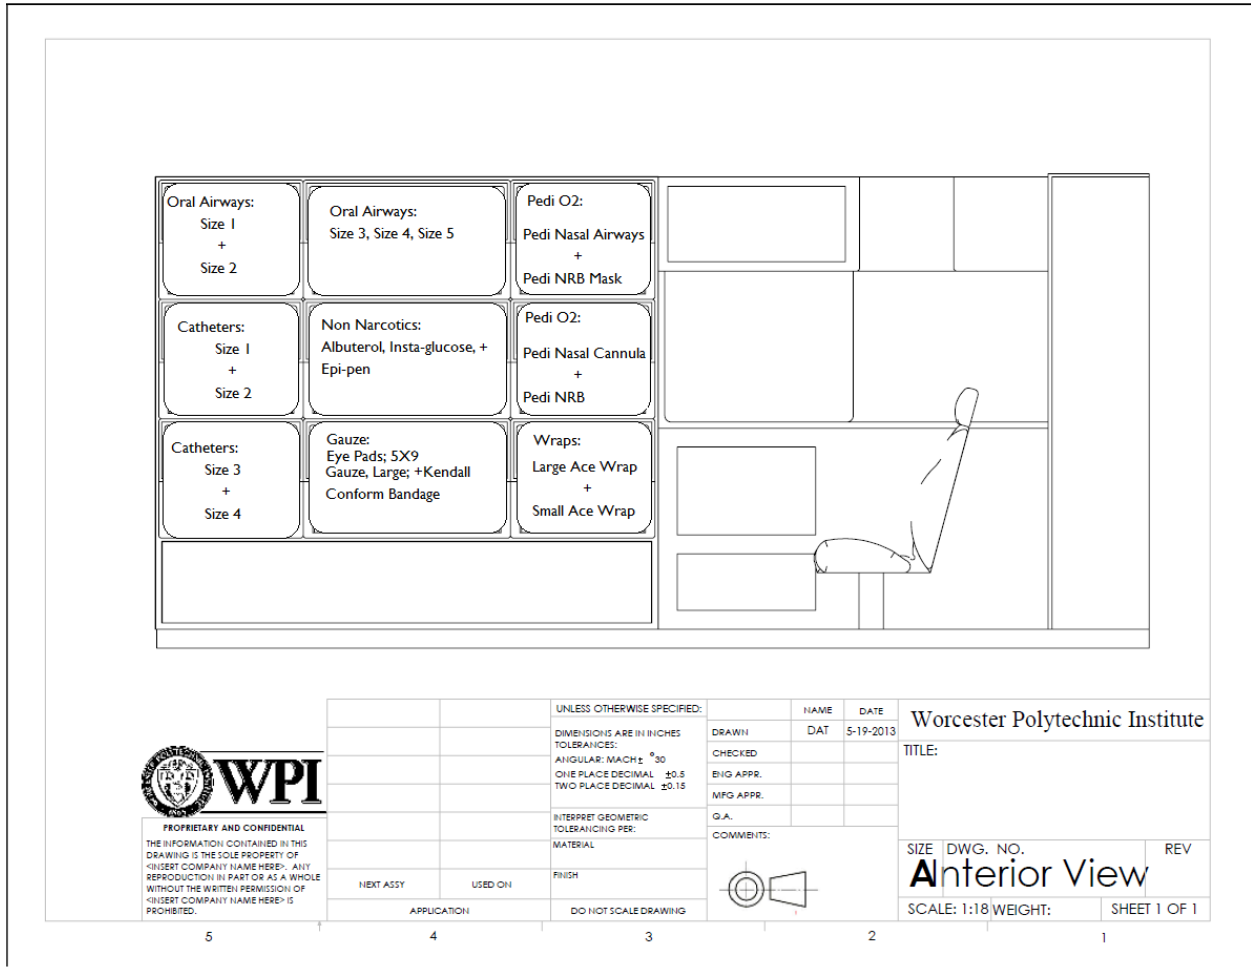 Oral Airways:
Size 1
+
Size 2
Oral Airways:
Size 3, Size 4, Size 5
Pedi O2:
Pedi Nasal Airways
+
Pedi NRB Mask
Catheters:
Size 1
+
Size 2
Non Narcotics:
Albuterol, Insta-glucose, +
Epi-pen
Pedi O2:
Pedi Nasal Cannula
+
Pedi NRB
Catheters:
Size 3
+
Size 4
Gauze:
Eye Pads; 5X9
Gauze, Large; +Kendall
Conform Bandage
Wraps:
Large Ace Wrap
+
Small Ace Wrap
WPI
PROPRIETARY AND CONFIDENTIAL
THE INFORMATION CONTAINED IN THIS
DRAWING IS THE SOLE PROPERTY OF
<INSERT COMPANY NAME HERE>. ANY
REPRODUCTION IN PART OR AS A WHOLE
WITHOUT THE WRITTEN PERMISSION OF
<INSERT COMPANY NAME HERE> IS
PROHIBITED.
NEXT ASSY
USED ON
APPLICATION
UNLESS OTHERWISE SPECIFIED:
DIMENSIONS ARE IN INCHES
TOLERANCES:
ANGULAR: MACH± °30
ONE PLACE DECIMAL ±0.5
TWO PLACE DECIMAL ±0.15
INTERPRET GEOMETRIC
TOLERANCING PER:
MATERIAL
FINISH
DO NOT SCALE DRAWING
NAME
DATE
DRAWN
DAT
5-19-2013
CHECKED
ENG APPR.
MFG APPR.
Q.A.
COMMENTS:
Worcester Polytechnic Institute
TITLE:
SIZE
DWG. NO.
REV
A
Interior View
SCALE: 1:18
WEIGHT:
SHEET 1 OF 1
5
4
3
2
1